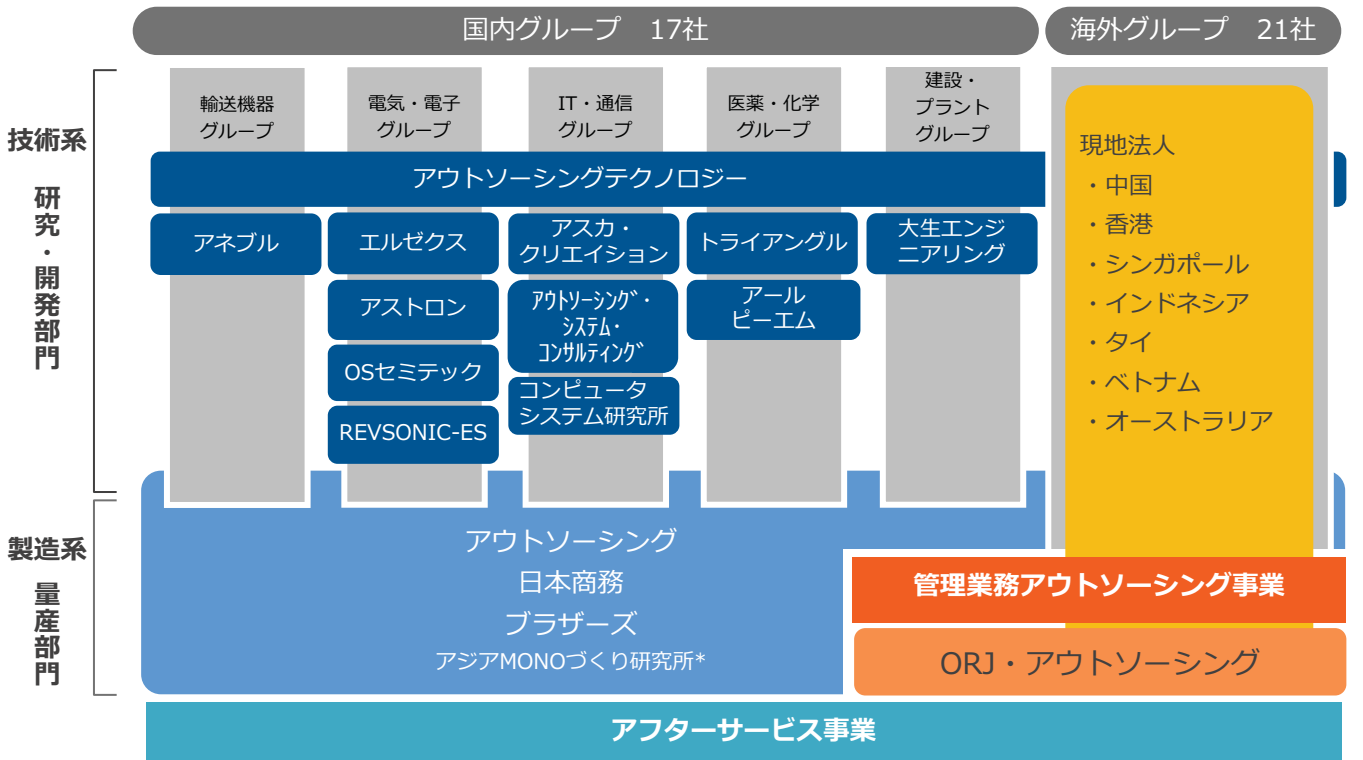 国内グループ　17社
海外グループ　21社
技術系
研究・開発部門
輸送機器
グループ
電気・電子
グループ
IT・通信
グループ
医薬・化学
グループ
建設・
プラント
グループ
アウトソーシングテクノロジー
アネブル
エルゼクス
アストロン
OSセミテック
REVSONIC-ES
アスカ・
クリエイション
ｱｳﾄｿｰｼﾝｸﾞ・
ｼｽﾃﾑ・
ｺﾝｻﾙﾃｨﾝｸﾞ
コンピュータ
システム研究所
トライアングル
アール
ピーエム
大生エンジ
ニアリング
現地法人
・中国
・香港
・シンガポール
・インドネシア
・タイ
・ベトナム
・オーストラリア
製造系
量産部門
アウトソーシング
日本商務
ブラザーズ
アジアMONOづくり研究所*
管理業務アウトソーシング事業
ORJ・アウトソーシング
アフターサービス事業